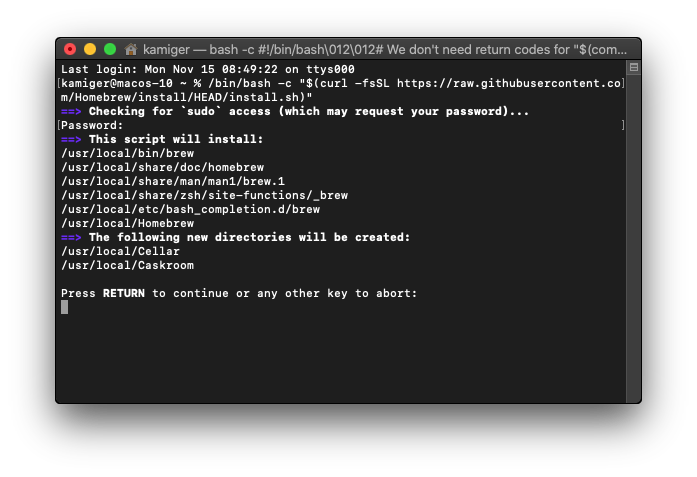 kamiger — bash -c #!/bin/bash\012\012# We don't need return codes for "$(com...
Last login: Mon Nov 15 08:49:22 on ttys000
[kamiger@macos-10 ~ % /bin/bash -c "$(curl -fsSL https://raw.githubusercontent.co]
m/Homebrew/install/HEAD/install.sh)"
==> Checking for `sudo` access (which may request your password)...
[Password: ]
==> This script will install:
/usr/local/bin/brew
/usr/local/share/doc/homebrew
/usr/local/share/man/man1/brew.1
/usr/local/share/zsh/site-functions/_brew
/usr/local/etc/bash_completion.d/brew
/usr/local/Homebrew
==> The following new directories will be created:
/usr/local/Cellar
/usr/local/Caskroom
Press RETURN to continue or any other key to abort: